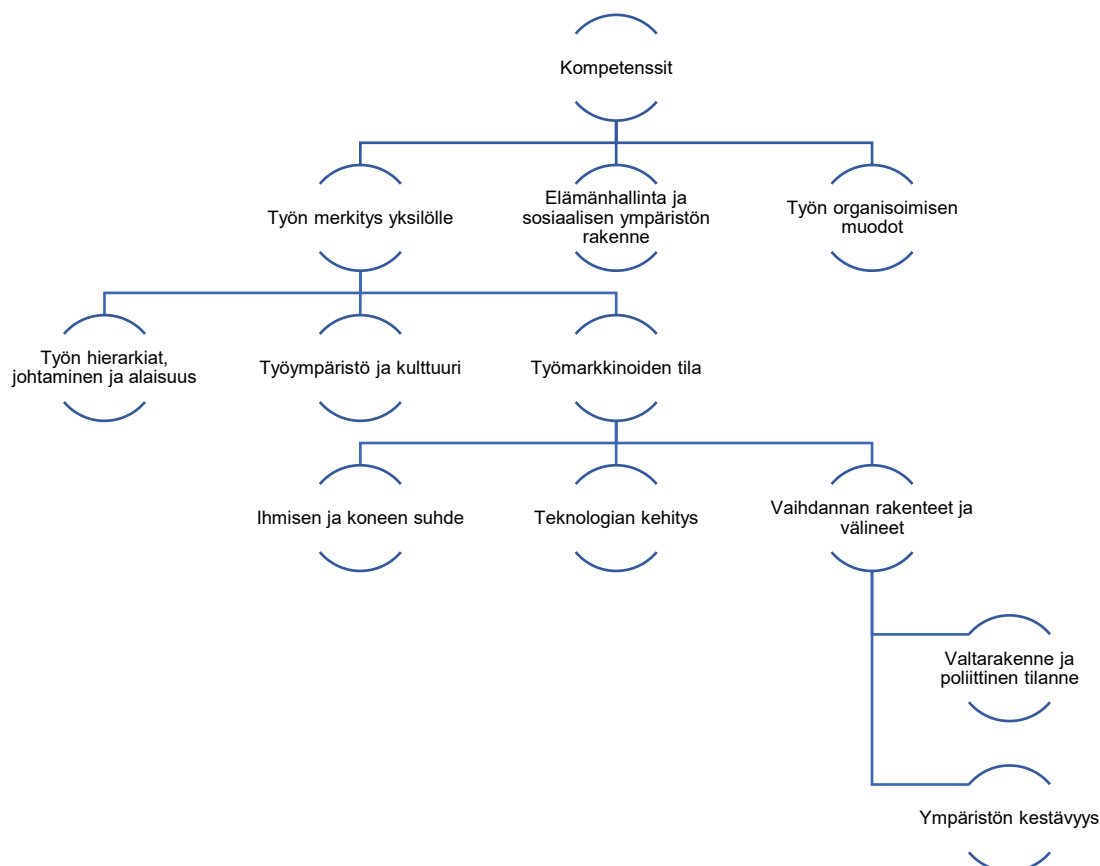 Kompetenssit
Työn merkitys yksilölle
Elämänhallinta ja
sosiaalisen ympäristön
rakenne
Työn organisoimisen
muodot
Työn hierarkiat,
johtaminen ja alaisuus
Työympäristö ja kulttuuri
Työmarkkinoiden tila
Ihmisen ja koneen suhde
Teknologian kehitys
Vaihdannan rakenteet ja
välineet
Valtarakenne ja
poliittinen tilanne
Ympäristön kestävyys